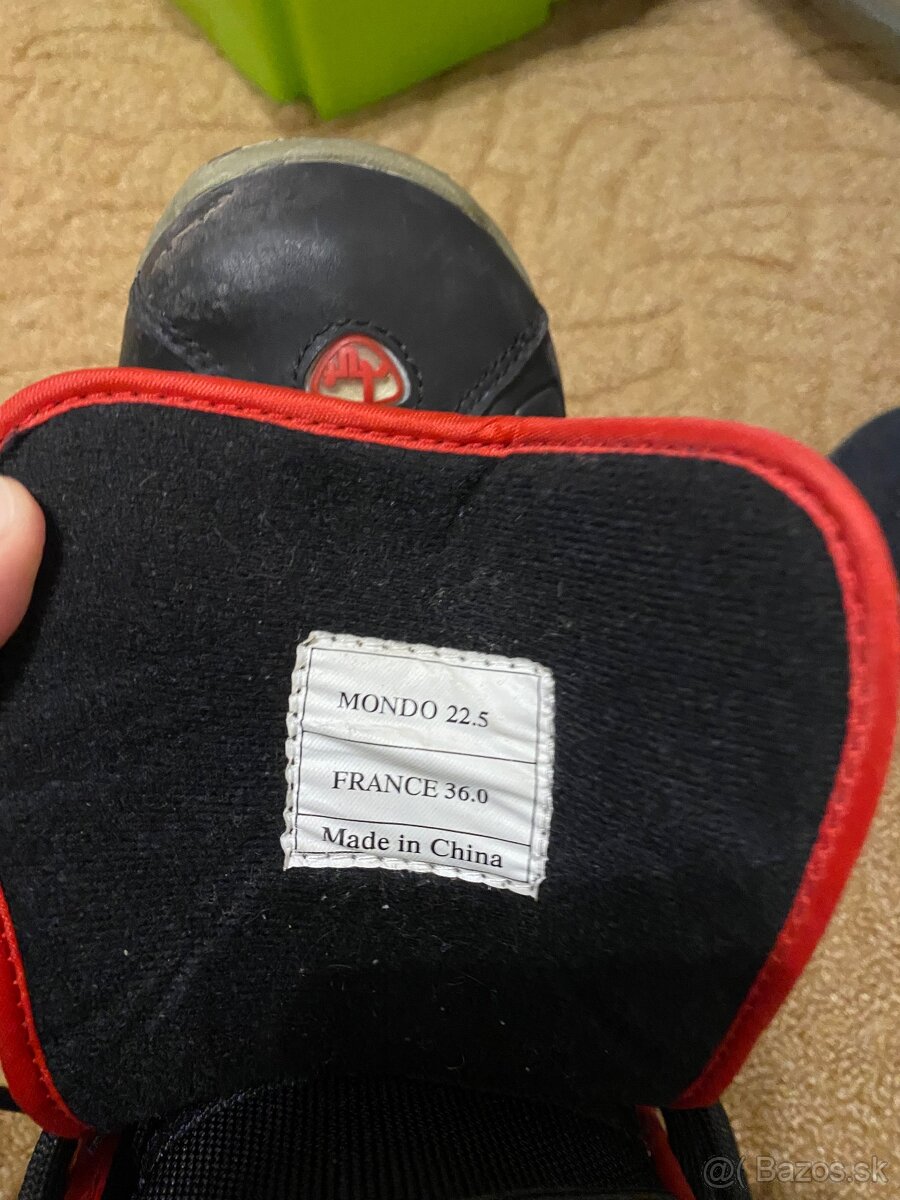 MONDO 22.5
FRANCE 36.0
Made in China
@( Bazos.sk